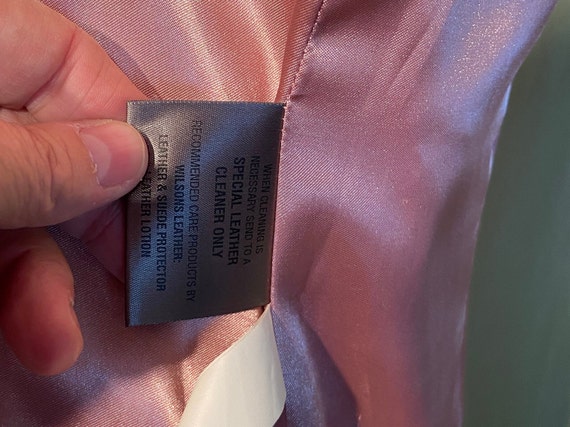 WHEN CLEANING IS
NECESSARY SEND TO A
SPECIAL LEATHER
CLEANER ONLY
RECOMMENDED CARE PRODUCTS BY
WILSONS LEATHER:
LEATHER & SUEDE PROTECTOR
LEATHER LOTION